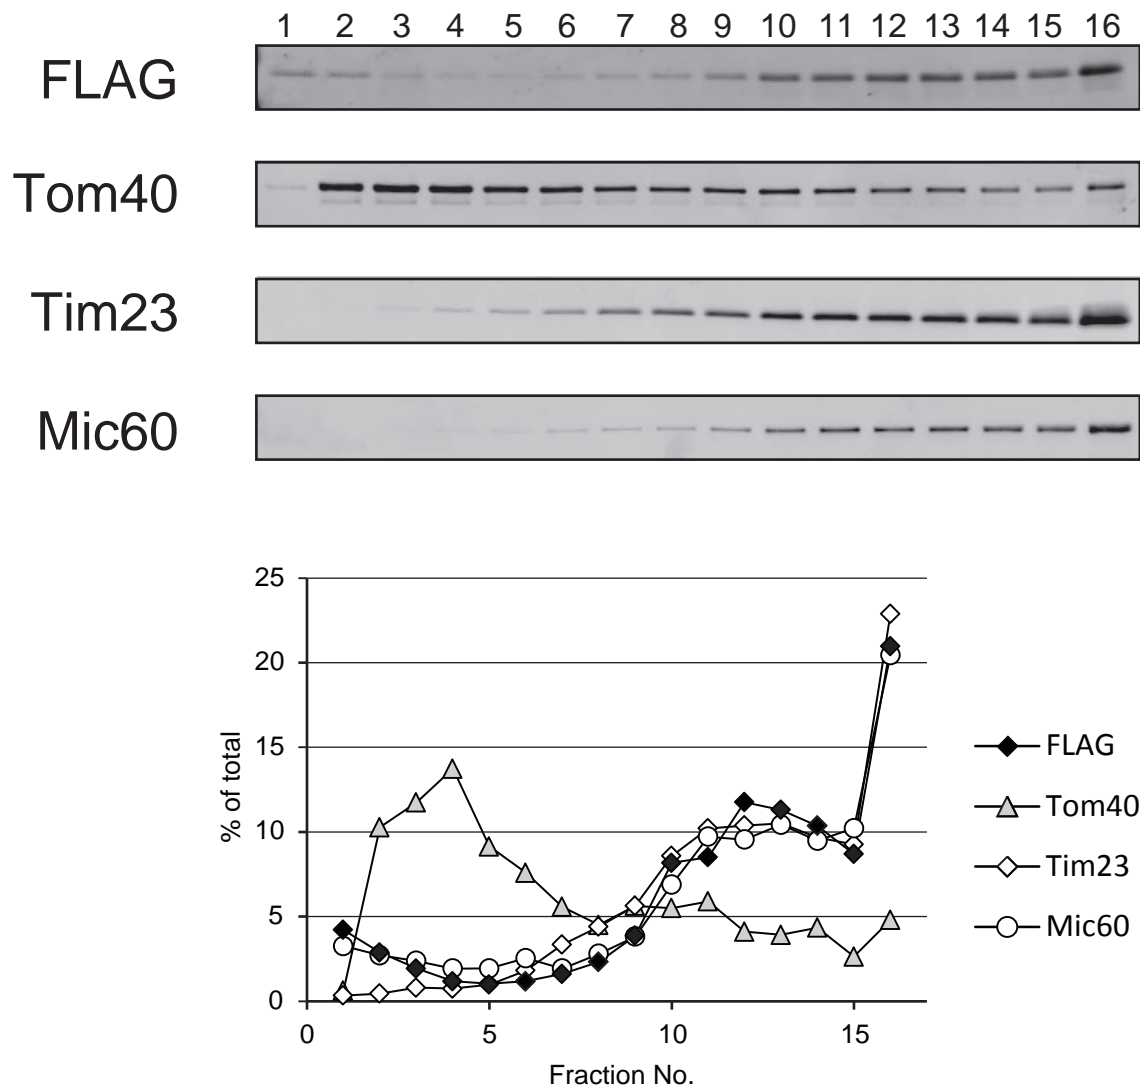 1 2 3 4 5 6 7 8 9 10 11 12 13 14 15 16
FLAG
Tom40
Tim23
Mic60
25
20
15
10
5
0
% of total
0 5 10 15
Fraction No.
FLAG
Tom40
Tim23
Mic60